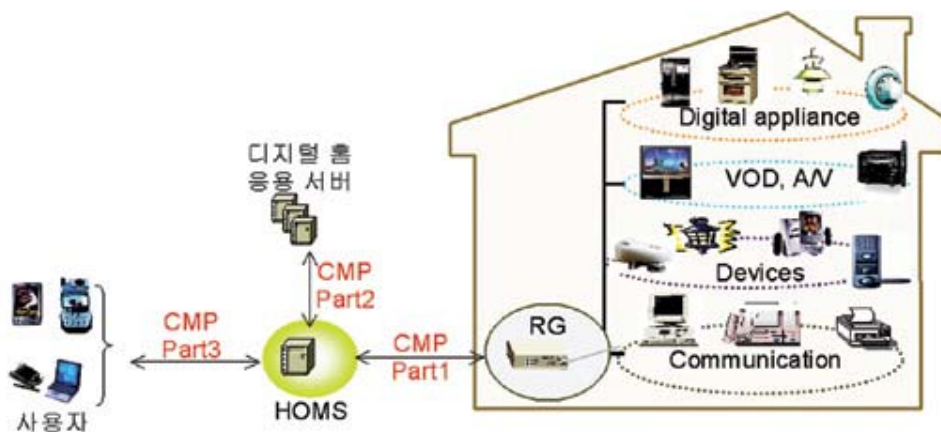 디지털 홈
응용 서버
CMP
Part2
CMP
Part3
사용자
HOMS
CMP
Part1
RG
Digital appliance
VOD, A/V
Devices
Communication